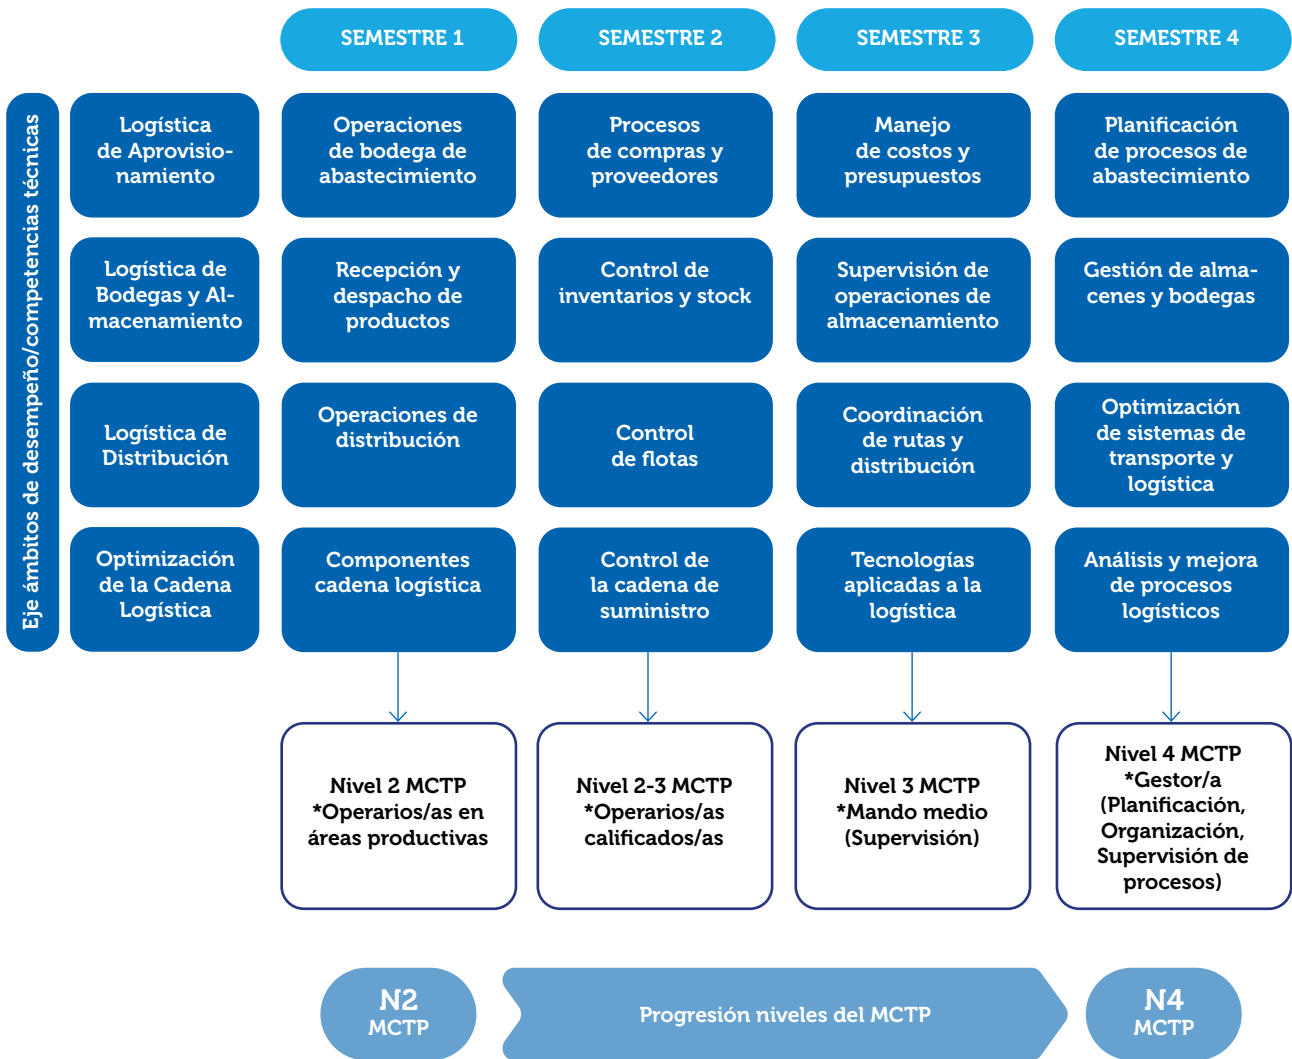 SEMESTRE 1
SEMESTRE 2
SEMESTRE 3
SEMESTRE 4
Eje ámbitos de desempeño/competencias técnicas
Logística
de Aprovisio-
namiento
Operaciones
de bodega de
abastecimiento
Procesos
de compras y
proveedores
Manejo
de costos y
presupuestos
Planificación
de procesos de
abastecimiento
Logística de
Bodegas y Al-
macenamiento
Recepción y
despacho de
productos
Control de
inventarios y stock
Supervisión de
operaciones de
almacenamiento
Gestión de alma-
cenes y bodegas
Logística de
Distribución
Operaciones de
distribución
Control
de flotas
Coordinación
de rutas y
distribución
Optimización
de sistemas de
transporte y
logística
Optimización
de la Cadena
Logística
Componentes
cadena logística
Control de
la cadena de
suministro
Tecnologías
aplicadas a la
logística
Análisis y mejora
de procesos
logísticos
Nivel 2 MCTP
*Operarios/as en
áreas productivas
Nivel 2-3 MCTP
*Operarios/as
calificados/as
Nivel 3 MCTP
*Mando medio
(Supervisión)
Nivel 4 MCTP
*Gestor/a
(Planificación,
Organización,
Supervisión de
procesos)
N2
MCTP
Progresión niveles del MCTP
N4
MCTP